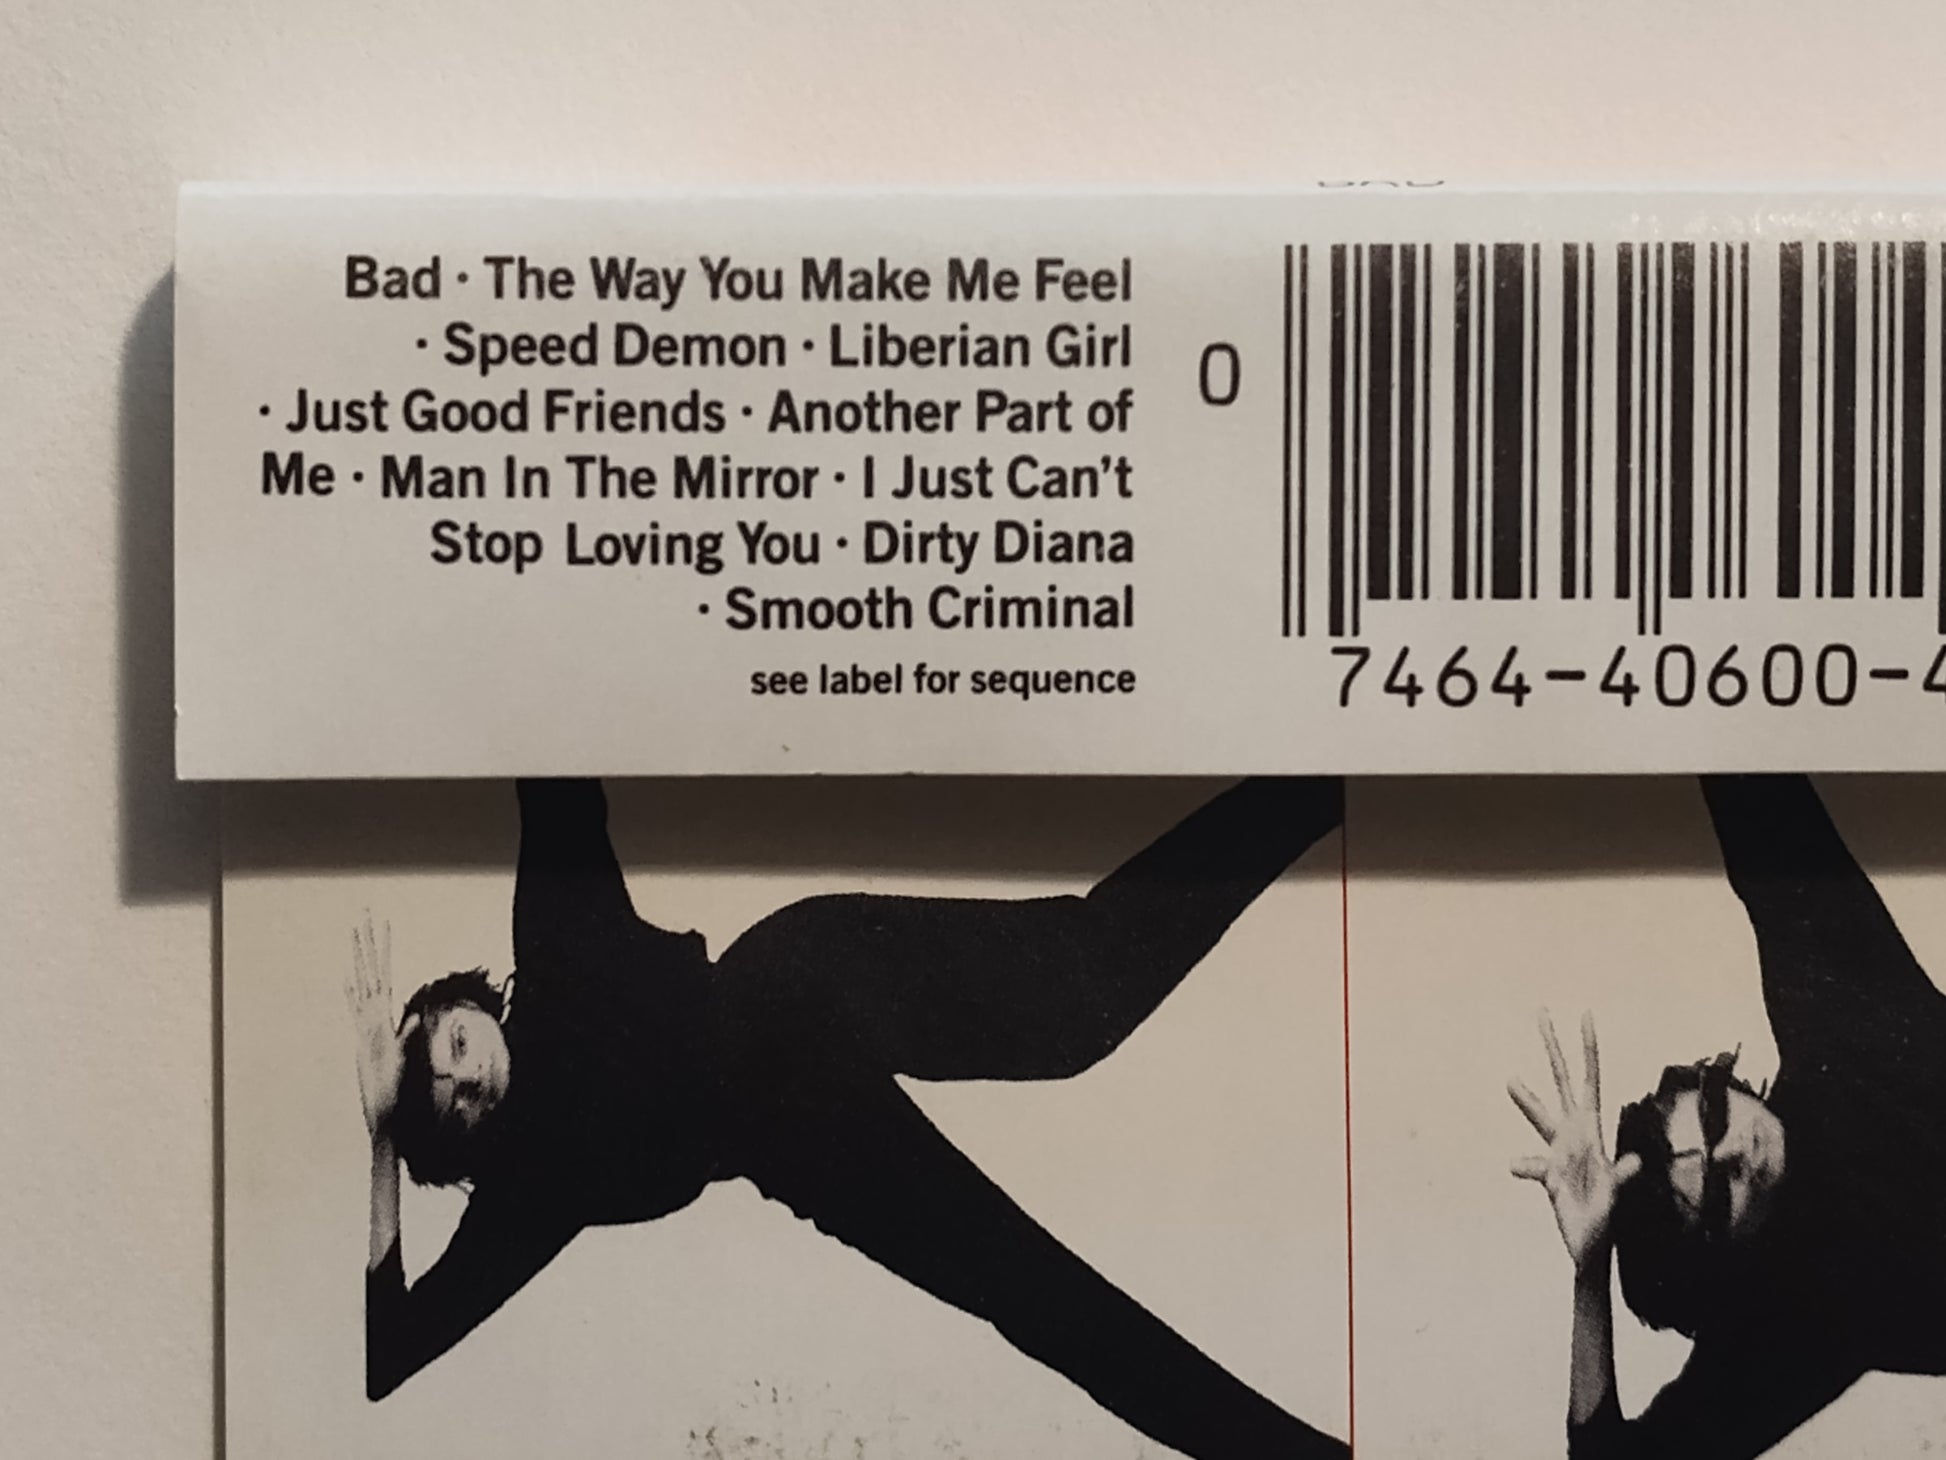 Bad · The Way You Make Me Feel
· Speed Demon · Liberian Girl
· Just Good Friends · Another Part of
Me · Man In The Mirror · I Just Can't
Stop Loving You · Dirty Diana
· Smooth Criminal
see label for sequence
0
7464-40600-4